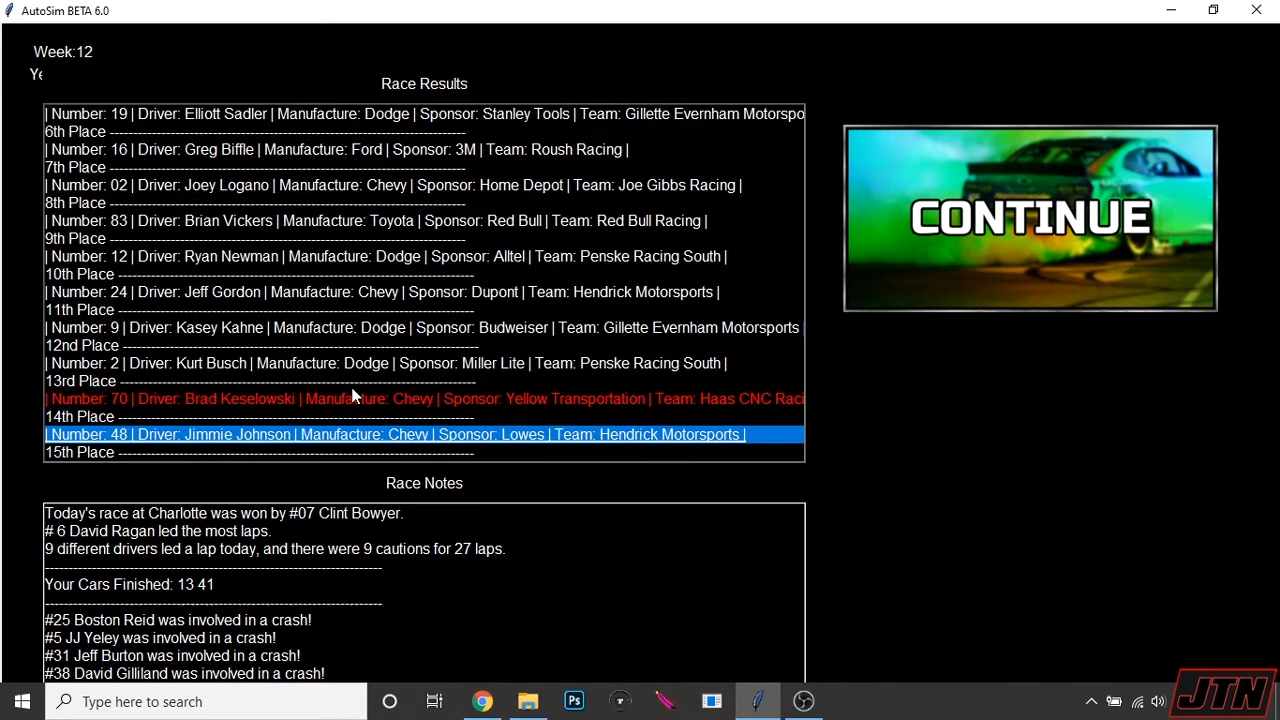 AutoSim BETA 6.0
Week:12
Ye
Race Results
| Number: 19 | Driver: Elliott Sadler | Manufacture: Dodge | Sponsor: Stanley Tools | Team: Gillette Evernham Motorspo
6th Place ---------------------------------------------------------------------------
| Number: 16 | Driver: Greg Biffle | Manufacture: Ford | Sponsor: 3M | Team: Roush Racing |
7th Place ---------------------------------------------------------------------------
| Number: 02 | Driver: Joey Logano | Manufacture: Chevy | Sponsor: Home Depot | Team: Joe Gibbs Racing |
8th Place ---------------------------------------------------------------------------
| Number: 83 | Driver: Brian Vickers | Manufacture: Toyota | Sponsor: Red Bull | Team: Red Bull Racing |
9th Place ---------------------------------------------------------------------------
| Number: 12 | Driver: Ryan Newman | Manufacture: Dodge | Sponsor: Alltel | Team: Penske Racing South |
10th Place ---------------------------------------------------------------------------
| Number: 24 | Driver: Jeff Gordon | Manufacture: Chevy | Sponsor: Dupont | Team: Hendrick Motorsports |
11th Place ---------------------------------------------------------------------------
| Number: 9 | Driver: Kasey Kahne | Manufacture: Dodge | Sponsor: Budweiser | Team: Gillette Evernham Motorsports |
12nd Place ---------------------------------------------------------------------------
| Number: 2 | Driver: Kurt Busch | Manufacture: Dodge | Sponsor: Miller Lite | Team: Penske Racing South |
13rd Place ---------------------------------------------------------------------------
| Number: 70 | Driver: Brad Keselowski | Manufacture: Chevy | Sponsor: Yellow Transportation | Team: Haas CNC Raci
14th Place ---------------------------------------------------------------------------
| Number: 48 | Driver: Jimmie Johnson | Manufacture: Chevy | Sponsor: Lowes | Team: Hendrick Motorsports |
15th Place ---------------------------------------------------------------------------
CONTINUE
Race Notes
Today's race at Charlotte was won by #07 Clint Bowyer.
# 6 David Ragan led the most laps.
9 different drivers led a lap today, and there were 9 cautions for 27 laps.
---------------------------------------------------------------------------
Your Cars Finished: 13 41
---------------------------------------------------------------------------
#25 Boston Reid was involved in a crash!
#5 JJ Yeley was involved in a crash!
#31 Jeff Burton was involved in a crash!
#38 David Gilliland was involved in a crash!
Type here to search
Ps
JTN